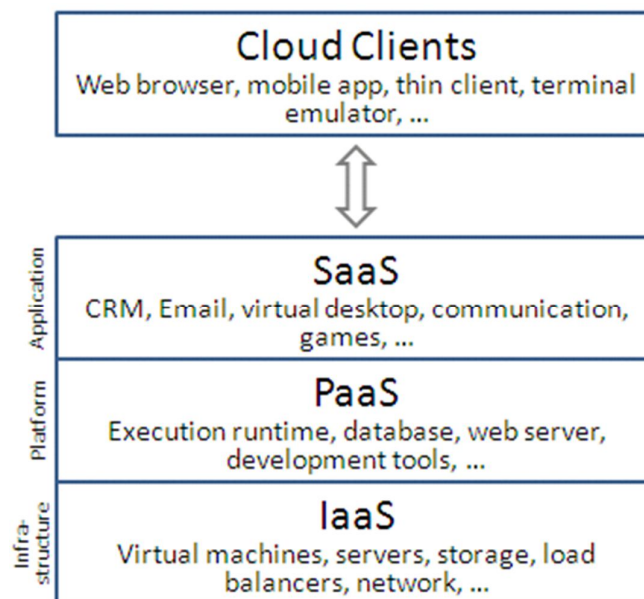 Cloud Clients
Web browser, mobile app, thin client, terminal
emulator, ...
Application
SaaS
CRM, Email, virtual desktop, communication,
games, ...
Platform
PaaS
Execution runtime, database, web server,
development tools, ...
Infra-
structure
IaaS
Virtual machines, servers, storage, load
balancers, network, ...